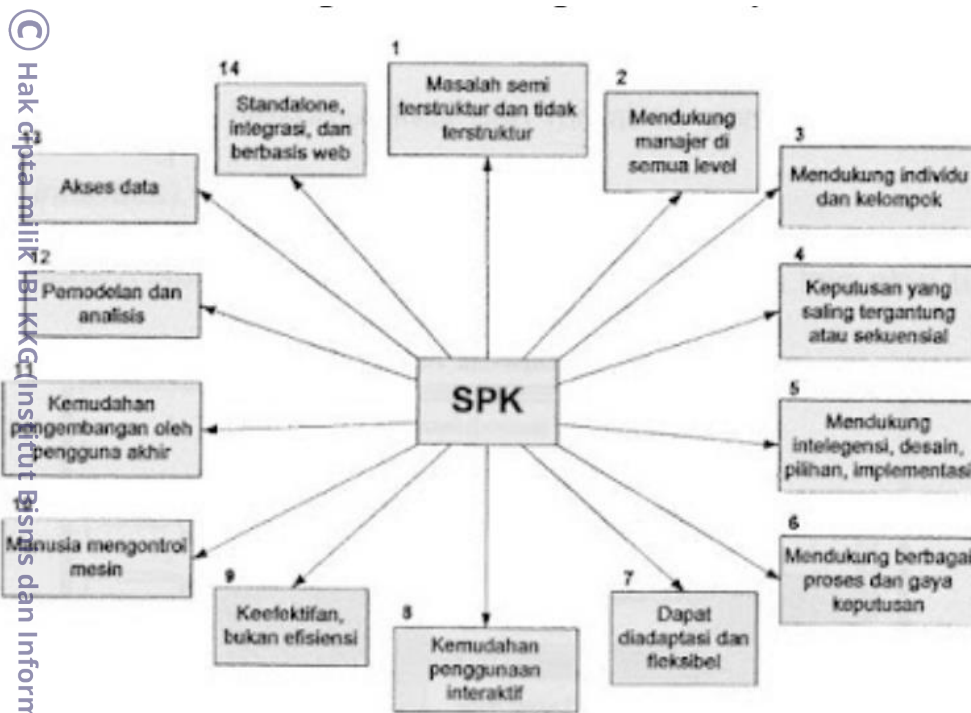 © Hak cipta milik IBI KKG (Institut Bisnis dan Inform
1
Masalah semi
terstruktur dan tidak
terstruktur
2
Mendukung
manajer di
semua level
3
Mendukung individu
dan kelompok
4
Keputusan yang
saling tergantung
atau sekuensial
5
Mendukung
intelegensi, desain,
pilihan, implementasi
6
Mendukung berbagai
proses dan gaya
keputusan
7
Dapat
diadaptasi dan
fleksibel
8
Kemudahan
penggunaan
interaktif
9
Keefektifan,
bukan efisiensi
10
Manusia mengontrol
mesin
11
Kemudahan
pengembangan oleh
pengguna akhir
12
Pemodelan dan
analisis
13
Akses data
14
Standalone,
integrasi, dan
berbasis web
SPK